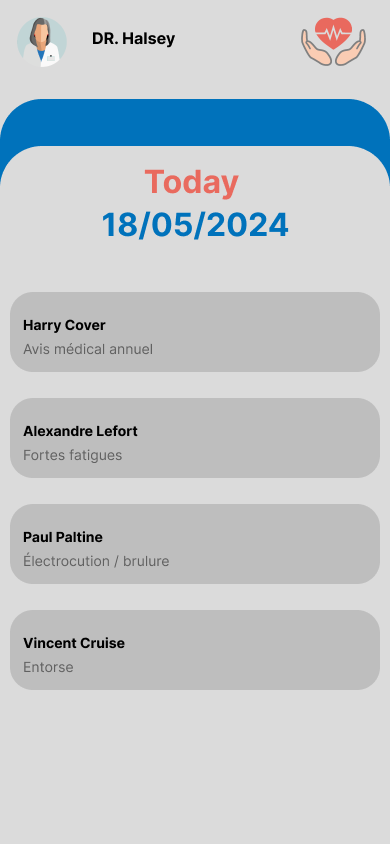 DR. Halsey
Today
18/05/2024
Harry Cover
Avis médical annuel
Alexandre Lefort
Fortes fatigues
Paul Paltine
Électrocution / brulure
Vincent Cruise
Entorse